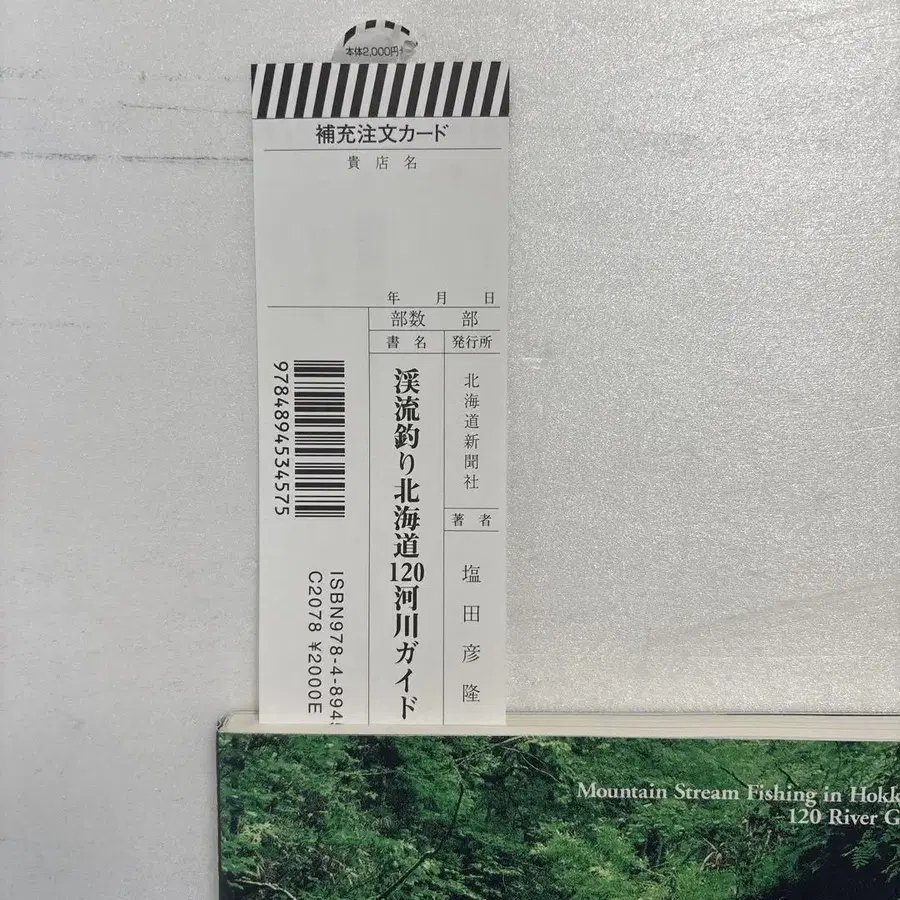 本体2,000円+
補充注文カード
貴店名
年 月 日
部数 部
書名
発行所
北海道新聞社
著者
塩田彦隆
渓流釣り北海道120河川ガイド
9784894534575
ISBN978-4-894
C2078 ¥2000E
Mountain Stream Fishing in Hokk
120 River G